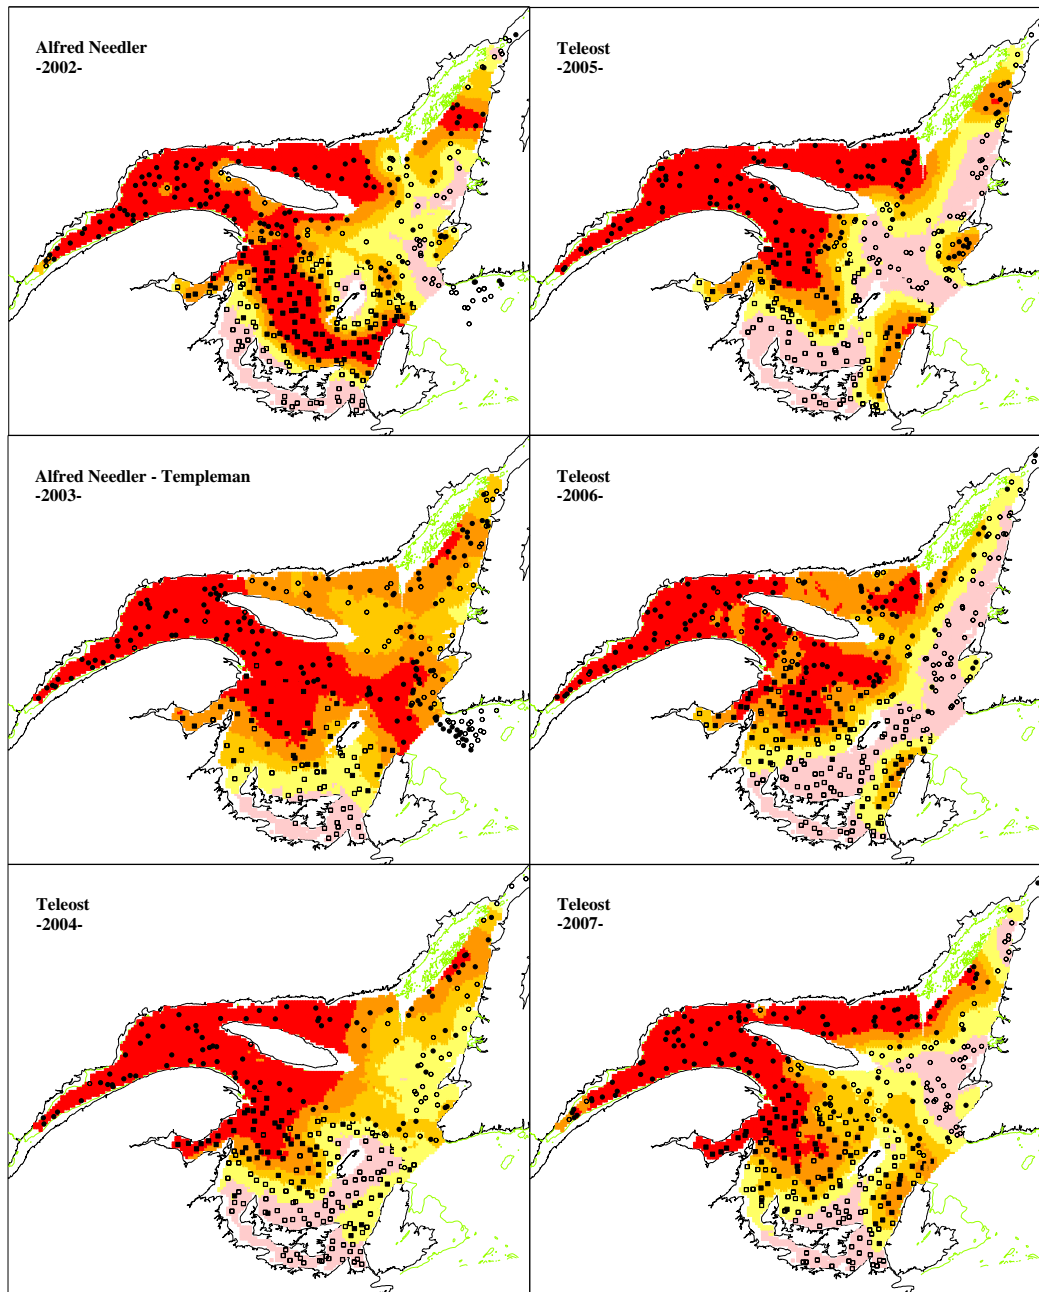 Alfred Needler
-2002-
Teleost
-2005-
Alfred Needler - Templeman
-2003-
Teleost
-2006-
Teleost
-2004-
Teleost
-2007-